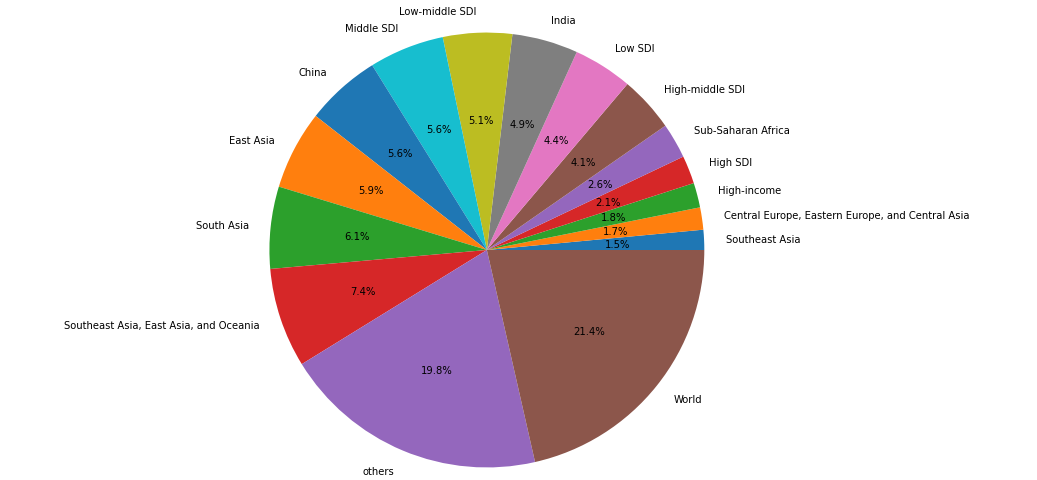 Low-middle SDI
India
Middle SDI
Low SDI
China
High-middle SDI
East Asia
Sub-Saharan Africa
High SDI
High-income
Central Europe, Eastern Europe, and Central Asia
South Asia
Southeast Asia
Southeast Asia, East Asia, and Oceania
World
others
5.1%
4.9%
5.6%
4.4%
5.6%
4.1%
5.9%
2.6%
2.1%
1.8%
1.7%
6.1%
1.5%
7.4%
21.4%
19.8%